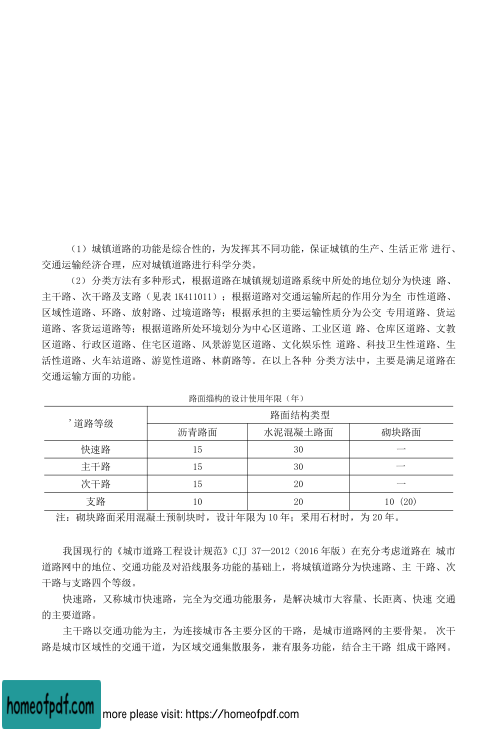 （1）城镇道路的功能是综合性的，为发挥其不同功能，保证城镇的生产、生活正常 进行、
交通运输经济合理，应对城镇道路进行科学分类。
（2）分类方法有多种形式，根据道路在城镇规划道路系统中所处的地位划分为快速 路、
主干路、次干路及支路（见表 1K411011）；根据道路对交通运输所起的作用分为全 市性道路、
区域性道路、环路、放射路、过境道路等；根据承担的主要运输性质分为公交 专用道路、货运
道路、客货运道路等；根据道路所处环境划分为中心区道路、工业区道 路、仓库区道路、文教
区道路、行政区道路、住宅区道路、风景游览区道路、文化娱乐性 道路、科技卫生性道路、生
活性道路、火车站道路、游览性道路、林荫路等。在以上各种 分类方法中，主要是满足道路在
交通运输方面的功能。
路面结构的设计使用年限（年）
'道路等级 路面结构类型
沥青路面 水泥混凝土路面 砌块路面
快速路 15 30 一
主干路 15 30 一
次干路 15 20 一
支路 10 20 10 (20)
注：砌块路面采用混凝土预制块时，设计年限为 10 年；釆用石材时，为 20 年。
我国现行的《城市道路工程设计规范》CJJ 37—2012（2016 年版）在充分考虑道路在 城市
道路网中的地位、交通功能及对沿线服务功能的基础上，将城镇道路分为快速路、主 干路、次
干路与支路四个等级。
快速路，又称城市快速路，完全为交通功能服务，是解决城市大容量、长距离、快速 交通
的主要道路。
主干路以交通功能为主，为连接城市各主要分区的干路，是城市道路网的主要骨架。 次干
路是城市区域性的交通干道，为区域交通集散服务，兼有服务功能，结合主干路 组成干路网。
homeofpdf.com more please visit: https://homeofpdf.com